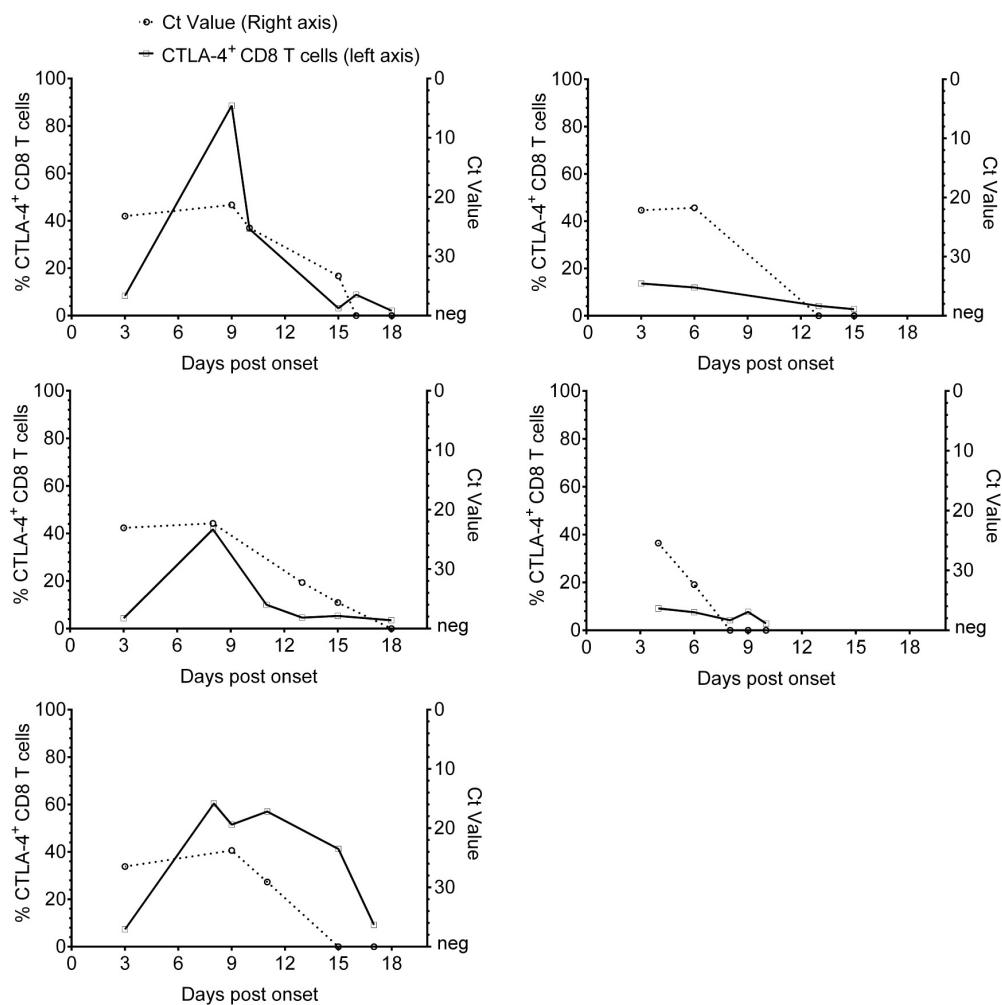 Ct Value (Right axis)
CTLA-4+ CD8 T cells (left axis)
% CTLA-4+ CD8 T cells
100
80
60
40
20
0
0 3 6 9 12 15 18
Days post onset
0
10
20
30
neg
Ct Value
% CTLA-4+ CD8 T cells
100
80
60
40
20
0
0 3 6 9 12 15 18
Days post onset
0
10
20
30
neg
Ct Value
% CTLA-4+ CD8 T cells
100
80
60
40
20
0
0 3 6 9 12 15 18
Days post onset
0
10
20
30
neg
Ct Value
% CTLA-4+ CD8 T cells
100
80
60
40
20
0
0 3 6 9 12 15 18
Days post onset
0
10
20
30
neg
Ct Value
% CTLA-4+ CD8 T cells
100
80
60
40
20
0
0 3 6 9 12 15 18
Days post onset
0
10
20
30
neg
Ct Value